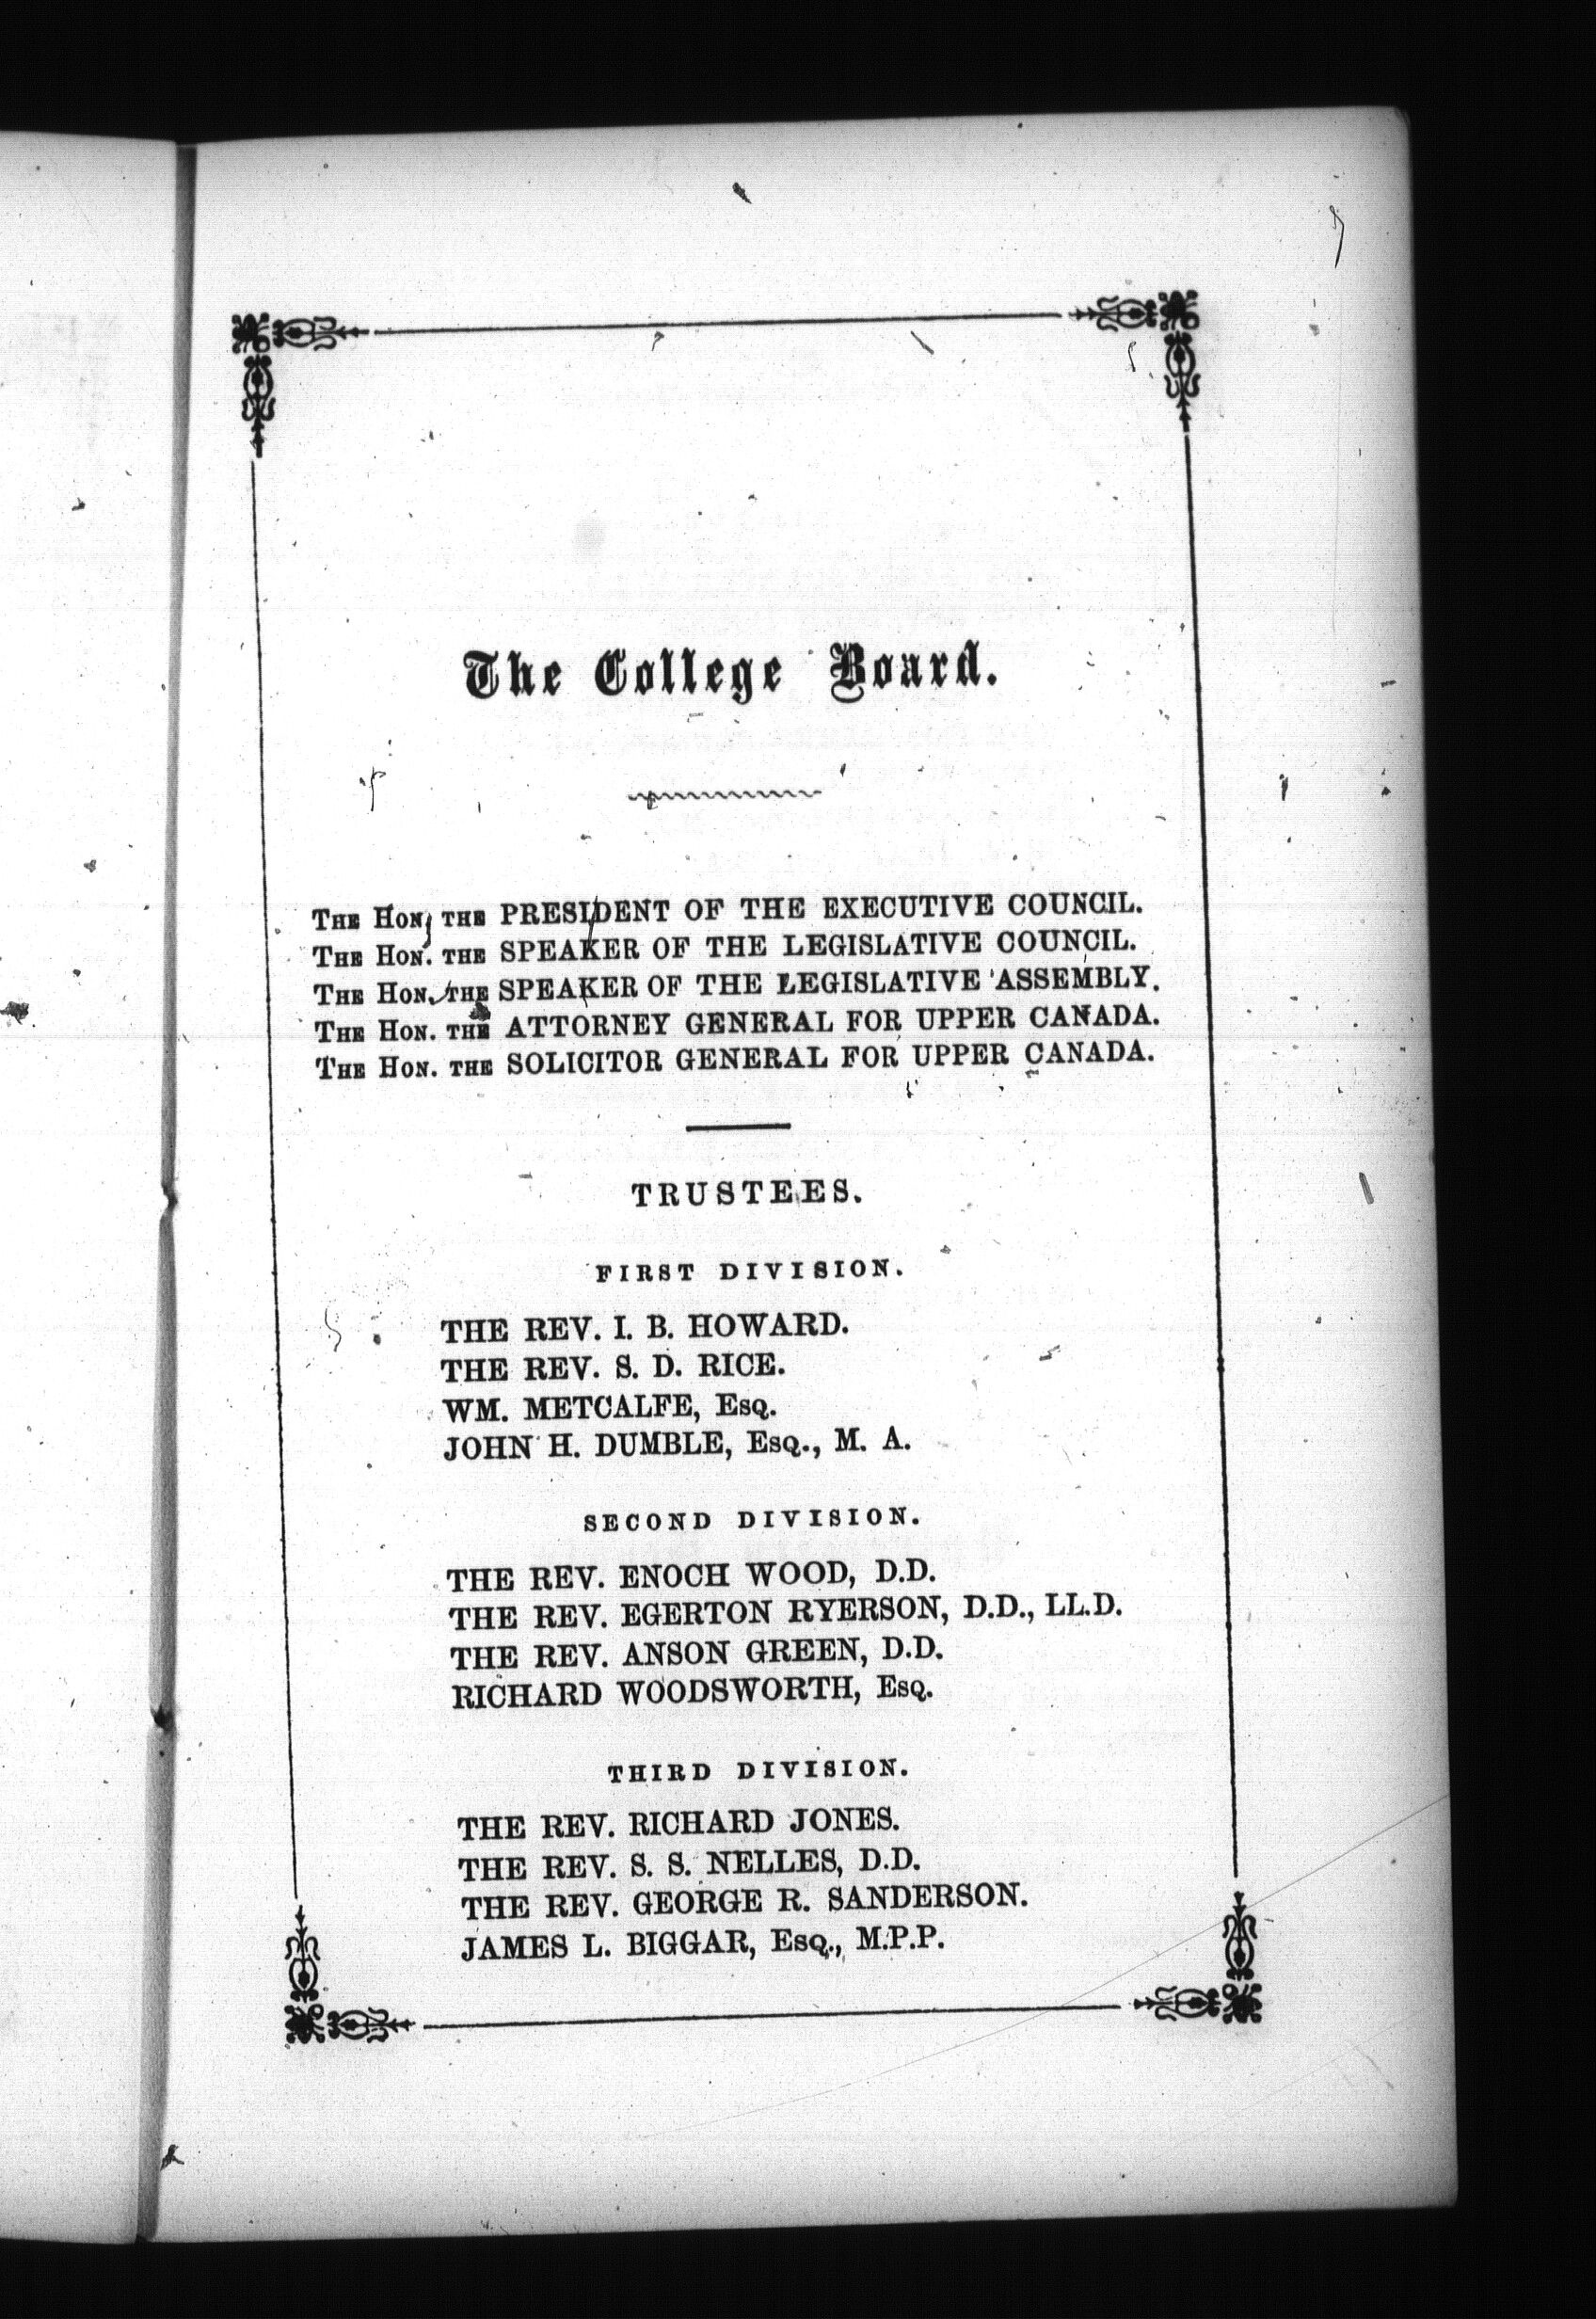 The College Board.
THE HON. THE PRESIDENT OF THE EXECUTIVE COUNCIL.
THE HON. THE SPEAKER OF THE LEGISLATIVE COUNCIL.
THE HON. THE SPEAKER OF THE LEGISLATIVE ASSEMBLY.
THE HON. THE ATTORNEY GENERAL FOR UPPER CANADA.
THE HON. THE SOLICITOR GENERAL FOR UPPER CANADA.
TRUSTEES.
FIRST DIVISION.
THE REV. I. B. HOWARD.
THE REV. S. D. RICE.
WM. METCALFE, ESQ.
JOHN H. DUMBLE, ESQ., M. A.
SECOND DIVISION.
THE REV. ENOCH WOOD, D.D.
THE REV. EGERTON RYERSON, D.D., LL.D.
THE REV. ANSON GREEN, D.D.
RICHARD WOODSWORTH, ESQ.
THIRD DIVISION.
THE REV. RICHARD JONES.
THE REV. S. S. NELLES, D.D.
THE REV. GEORGE R. SANDERSON.
JAMES L. BIGGAR, ESQ., M.P.P.